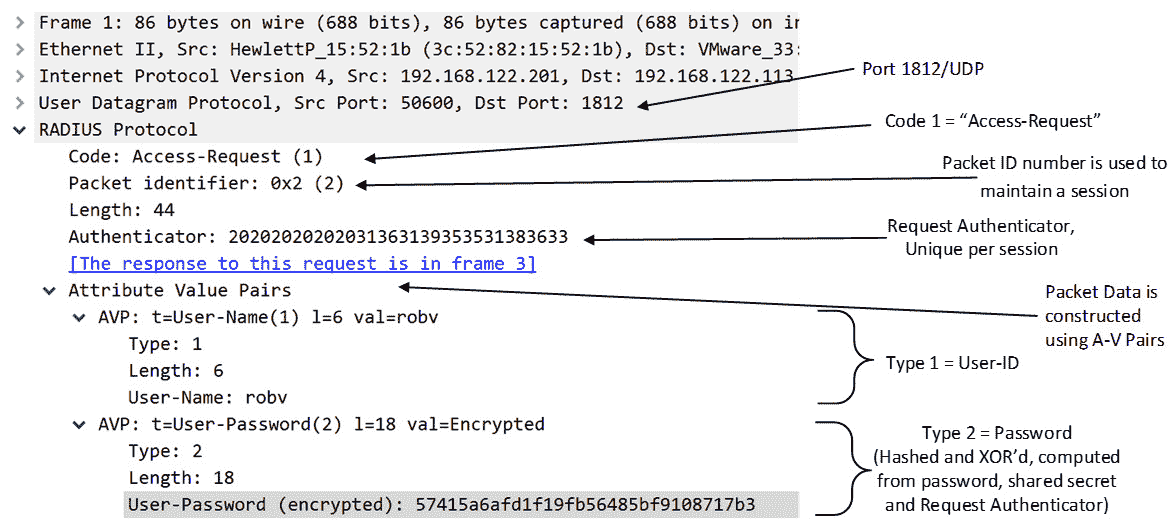 Frame 1: 86 bytes on wire (688 bits), 86 bytes captured (688 bits) on in
Ethernet II, Src: HewlettP_15:52:1b (3c:52:82:15:52:1b), Dst: VMware_33:
Internet Protocol Version 4, Src: 192.168.122.201, Dst: 192.168.122.113
User Datagram Protocol, Src Port: 50600, Dst Port: 1812
Port 1812/UDP
RADIUS Protocol
Code: Access-Request (1)
Code 1 = “Access-Request”
Packet identifier: 0x2 (2)
Packet ID number is used to
maintain a session
Length: 44
Authenticator: 20202020202031363139353531383633
Request Authenticator,
Unique per session
[The response to this request is in frame 3]
Attribute Value Pairs
Packet Data is
constructed
using A-V Pairs
AVP: t=User-Name(1) l=6 val=robv
Type: 1
Length: 6
User-Name: robv
Type 1 = User-ID
AVP: t=User-Password(2) l=18 val=Encrypted
Type: 2
Length: 18
User-Password (encrypted): 57415a6afd1f19fb56485bf9108717b3
Type 2 = Password
(Hashed and XOR’d, computed
from password, shared secret
and Request Authenticator)